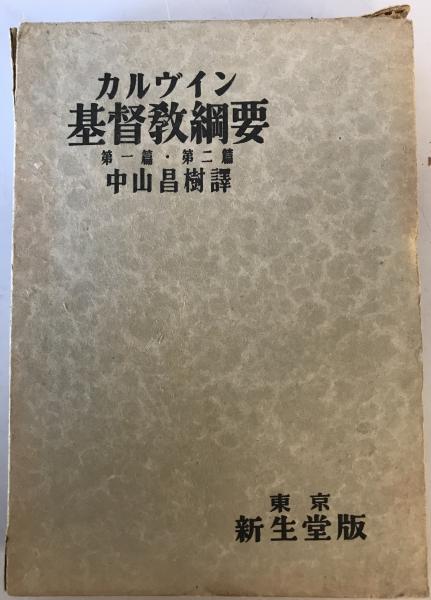 カルヴイン
基督教綱要
第一篇・第二篇
中山昌樹譯
東京
新生堂版